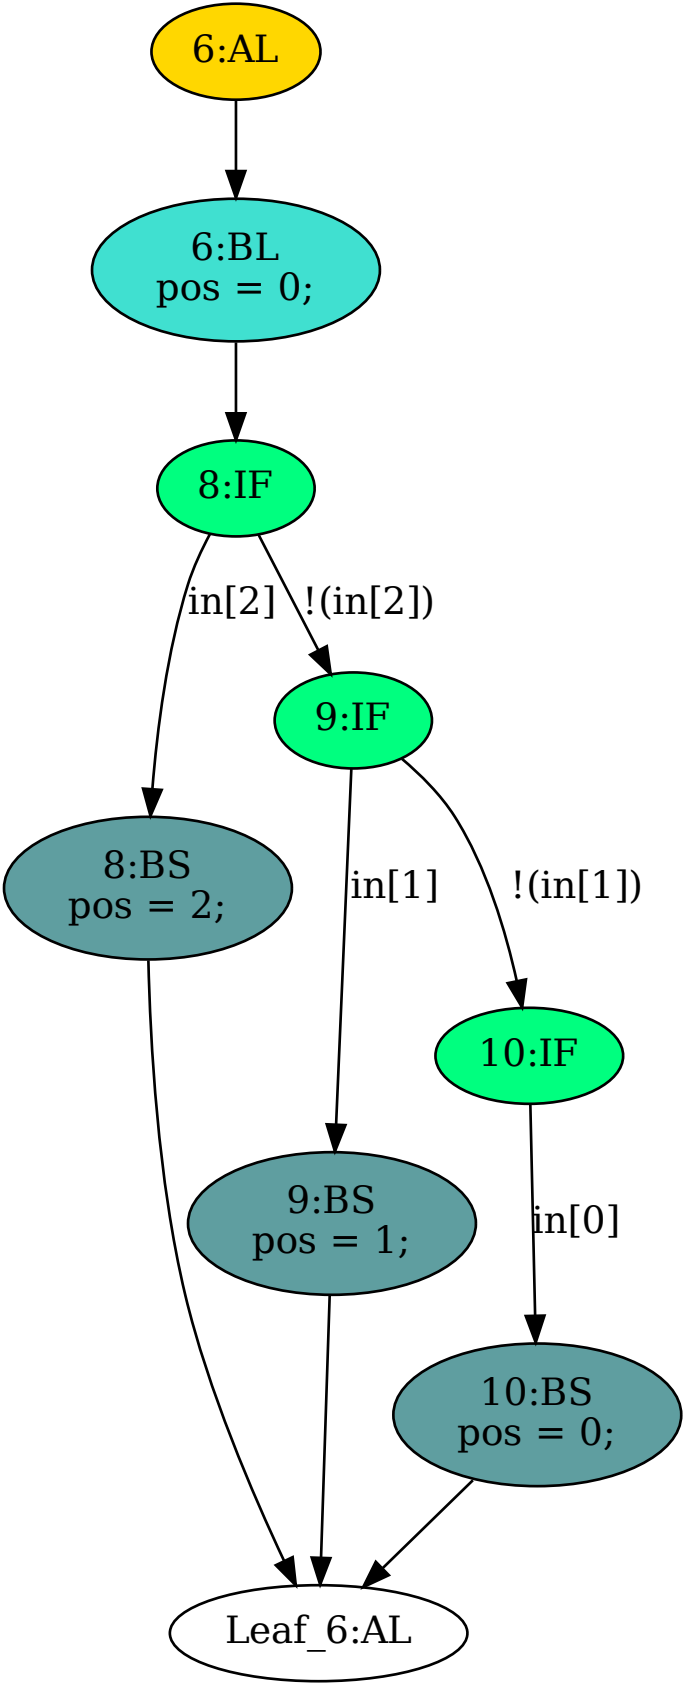 6:AL
6:BL
pos = 0;
8:IF
in[2]
!(in[2])
9:IF
8:BS
pos = 2;
in[1]
!(in[1])
10:IF
9:BS
pos = 1;
in[0]
10:BS
pos = 0;
Leaf_6:AL